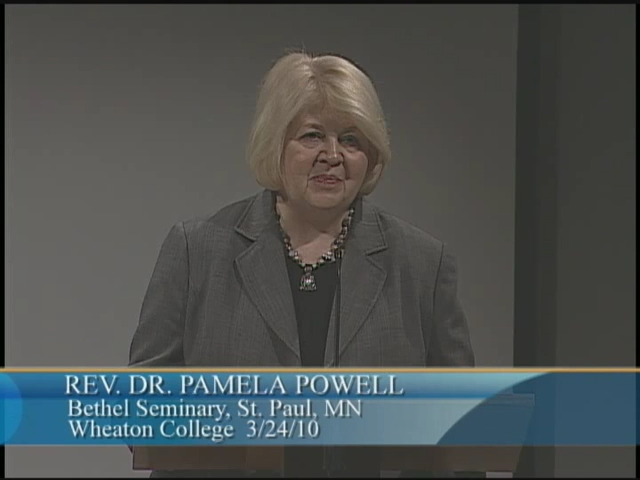 REV. DR. PAMELA POWELL
Bethel Seminary, St. Paul, MN
Wheaton College 3/24/10